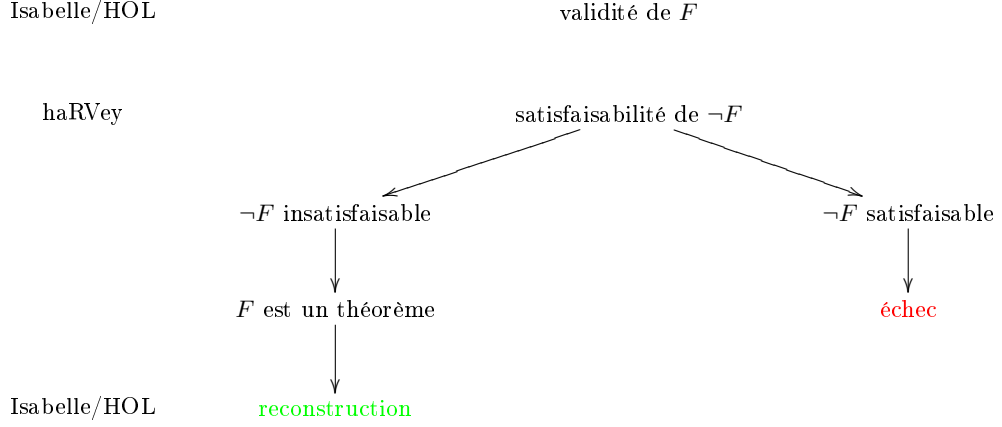 Isabelle/HOL validité de F
haRVey satisfaisabilité de ¬F
¬F insatisfaisable ¬F satisfaisable
F est un théorème échec
Isabelle/HOL reconstruction